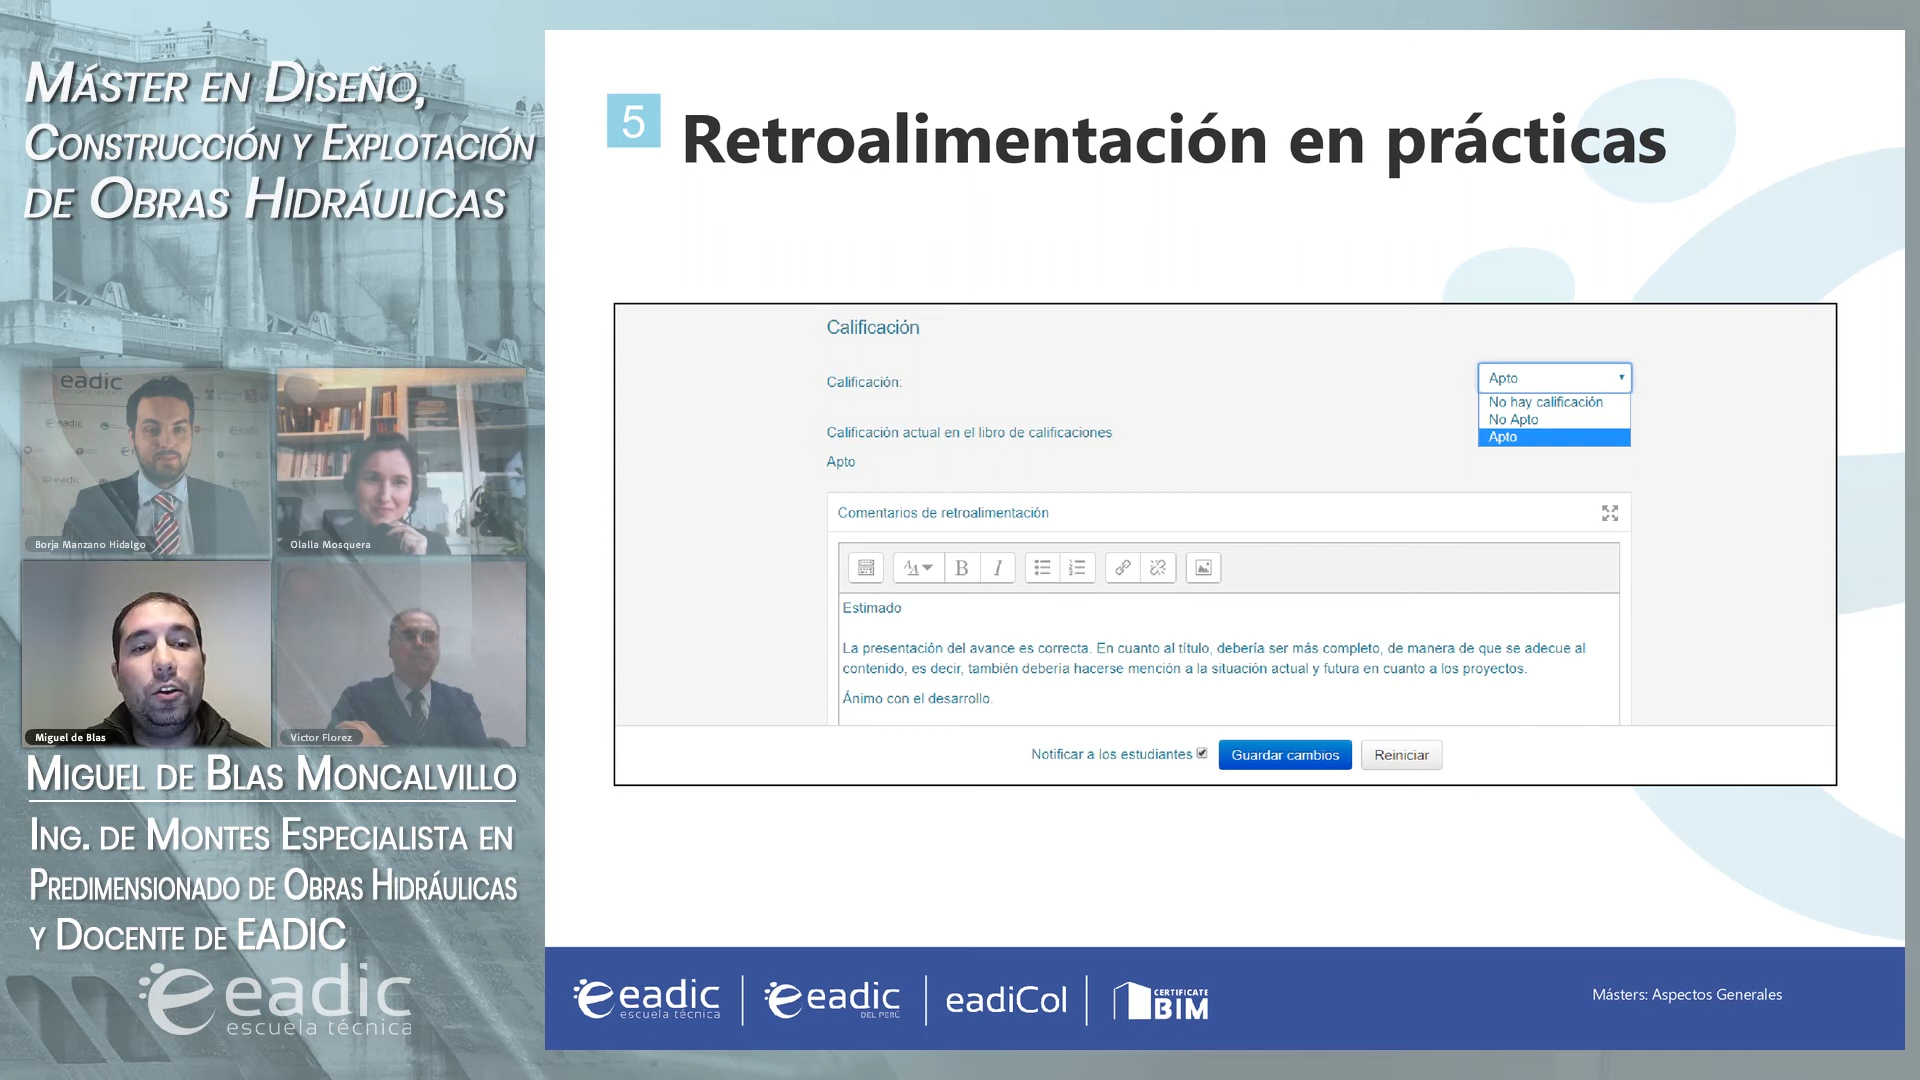 MÁSTER EN DISEÑO,
CONSTRUCCIÓN Y EXPLOTACIÓN
DE OBRAS HIDRÁULICAS
eadic
Borja Manzano Hidalgo
Olalla Mosquera
Miguel de Blas
Victor Florez
MIGUEL DE BLAS MONCALVILLO
ING. DE MONTES ESPECIALISTA EN
PREDIMENSIONADO DE OBRAS HIDRÁULICAS
Y DOCENTE DE EADIC
eadic
escuela técnica
5 Retroalimentación en prácticas
Calificación
Calificación: Apto
No hay calificación
No Apto
Apto
Calificación actual en el libro de calificaciones
Apto
Comentarios de retroalimentación
Estimado
La presentación del avance es correcta. En cuanto al título, debería ser más completo, de manera de que se adecue al
contenido, es decir, también debería hacerse mención a la situación actual y futura en cuanto a los proyectos.
Ánimo con el desarrollo.
Notificar a los estudiantes Guardar cambios Reiniciar
eadic escuela técnica
eadic DEL PERÚ
eadiCol
CERTIFICATE BIM
Másters: Aspectos Generales